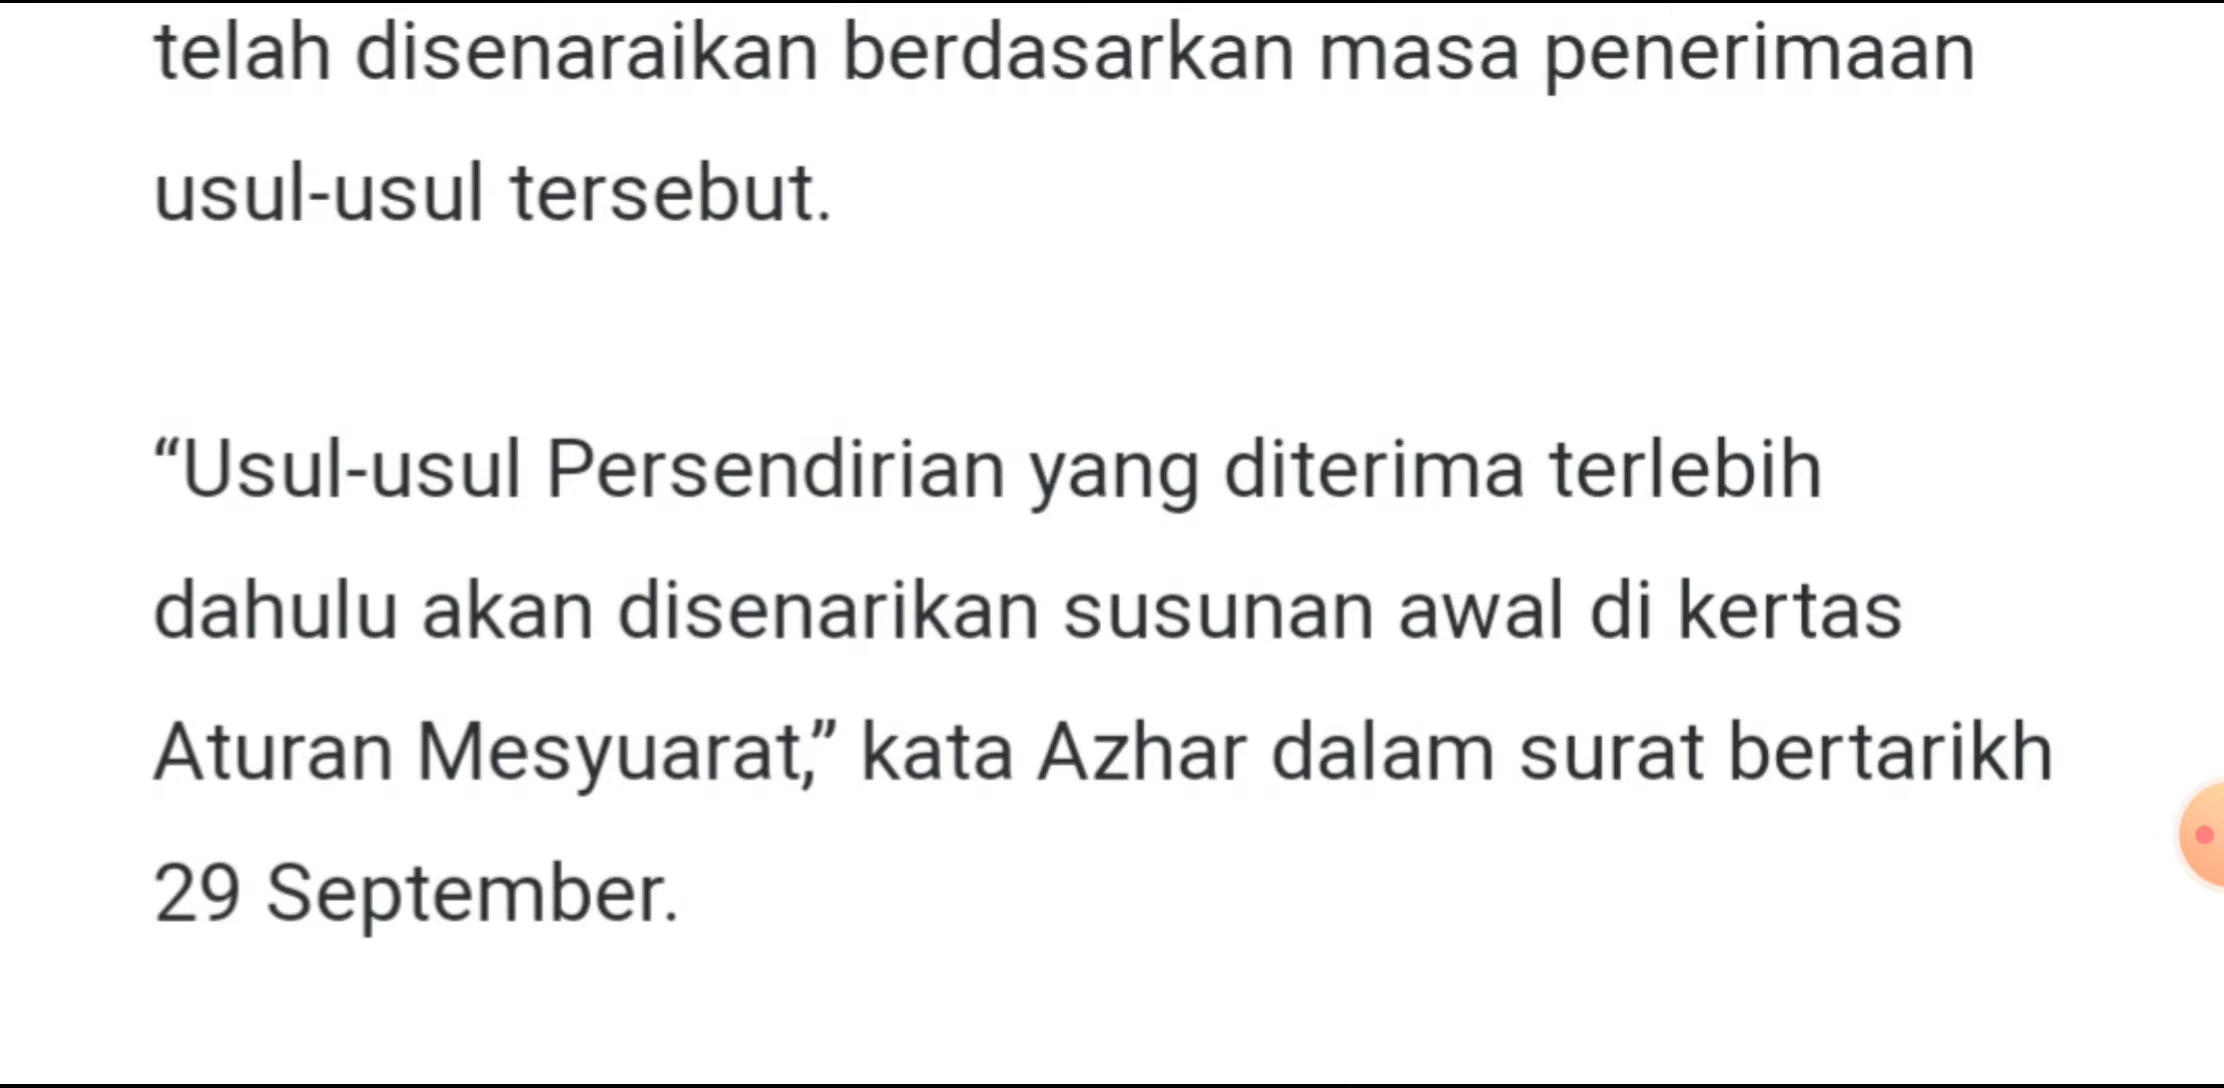 telah disenaraikan berdasarkan masa penerimaan
usul-usul tersebut.
“Usul-usul Persendirian yang diterima terlebih
dahulu akan disenarikan susunan awal di kertas
Aturan Mesyuarat,” kata Azhar dalam surat bertarikh
29 September.